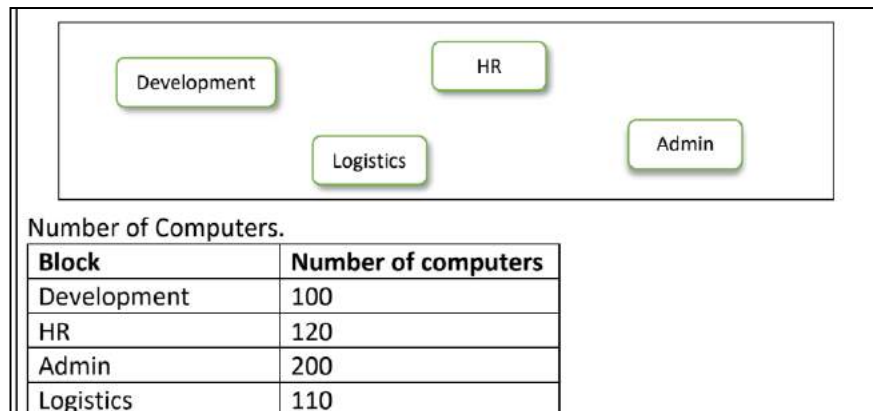 HR
Development
Admin
Logistics
Number of Computers.
Block Number of computers
Development 100
HR 120
Admin 200
Logistics 110